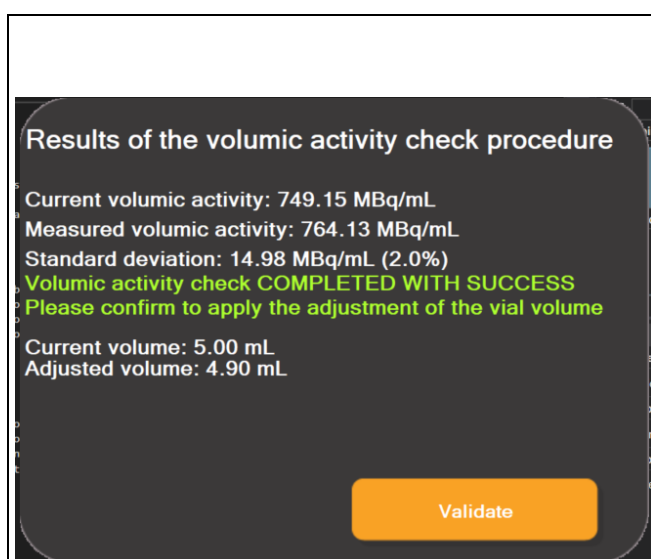 Results of the volumic activity check procedure
Current volumic activity: 749.15 MBq/mL
Measured volumic activity: 764.13 MBq/mL
Standard deviation: 14.98 MBq/mL (2.0%)
Volumic activity check COMPLETED WITH SUCCESS
Please confirm to apply the adjustment of the vial volume
Current volume: 5.00 mL
Adjusted volume: 4.90 mL
Validate